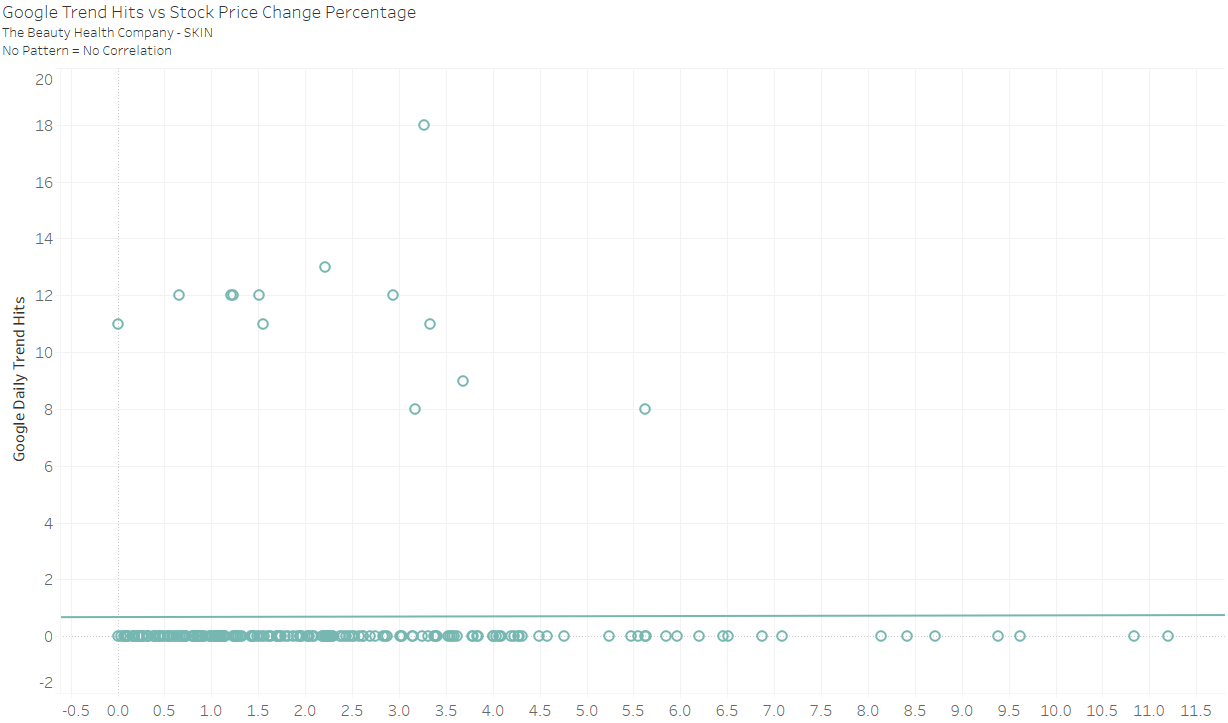 Google Trend Hits vs Stock Price Change Percentage
The Beauty Health Company - SKIN
No Pattern = No Correlation
20
18
16
14
12
10
8
6
4
2
0
-2
Google Daily Trend Hits
-0.5 0.0 0.5 1.0 1.5 2.0 2.5 3.0 3.5 4.0 4.5 5.0 5.5 6.0 6.5 7.0 7.5 8.0 8.5 9.0 9.5 10.0 10.5 11.0 11.5